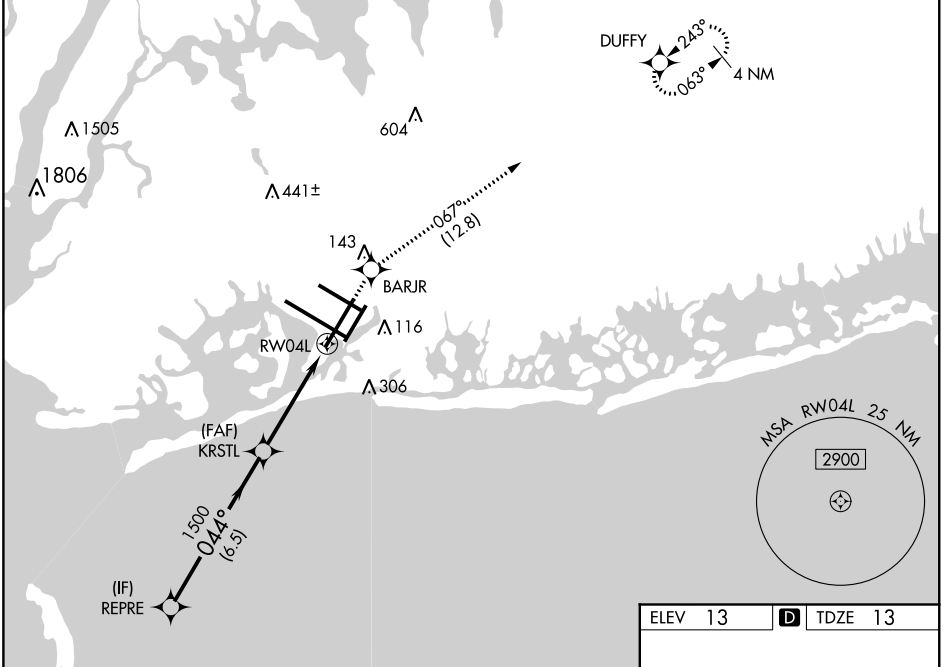 DUFFY
243°
063°
4 NM
1505
604
1806
441±
067°
(12.8)
143
BARJR
116
RW04L
306
(FAF)
KRSTL
MSA RW04L 25 NM
2900
1500
044°
(6.5)
(IF)
REPRE
ELEV 13 D TDZE 13